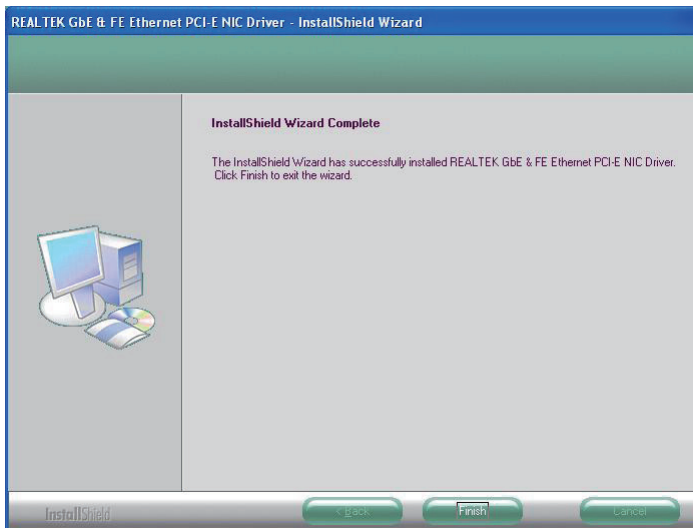 REALTEK GbE & FE Ethernet PCI-E NIC Driver - InstallShield Wizard
InstallShield Wizard Complete
The InstallShield Wizard has successfully installed REALTEK GbE & FE Ethernet PCI-E NIC Driver.
Click Finish to exit the wizard.
InstallShield
< Back
Finish
Cancel